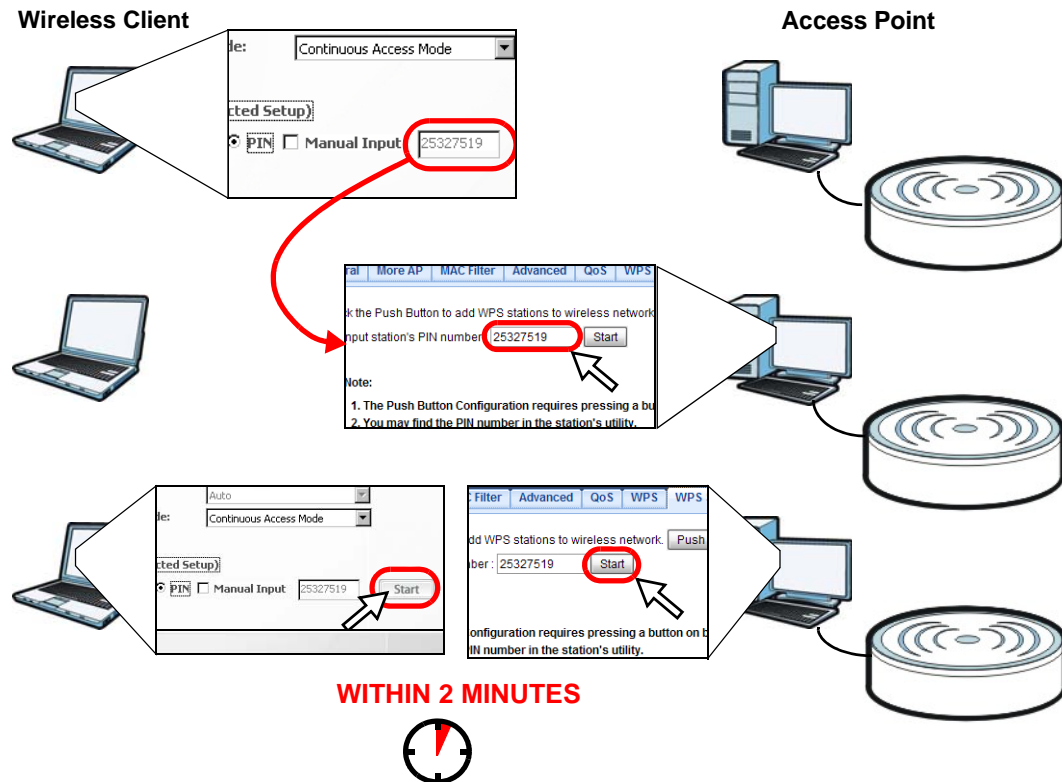 Wireless Client
Access Point
de:
Continuous Access Mode
cted Setup)
PIN
Manual Input
25327519
ral
More AP
MAC Filter
Advanced
QoS
WPS
ck the Push Button to add WPS stations to wireless network
nput station's PIN number
25327519
Start
Note:
1. The Push Button Configuration requires pressing a bu
2. You may find the PIN number in the station's utility.
Auto
de:
Continuous Access Mode
cted Setup)
PIN
Manual Input
25327519
Start
C Filter
Advanced
QoS
WPS
WPS
dd WPS stations to wireless network.
Push
ber :
25327519
Start
onfiguration requires pressing a button on b
IN number in the station's utility.
WITHIN 2 MINUTES